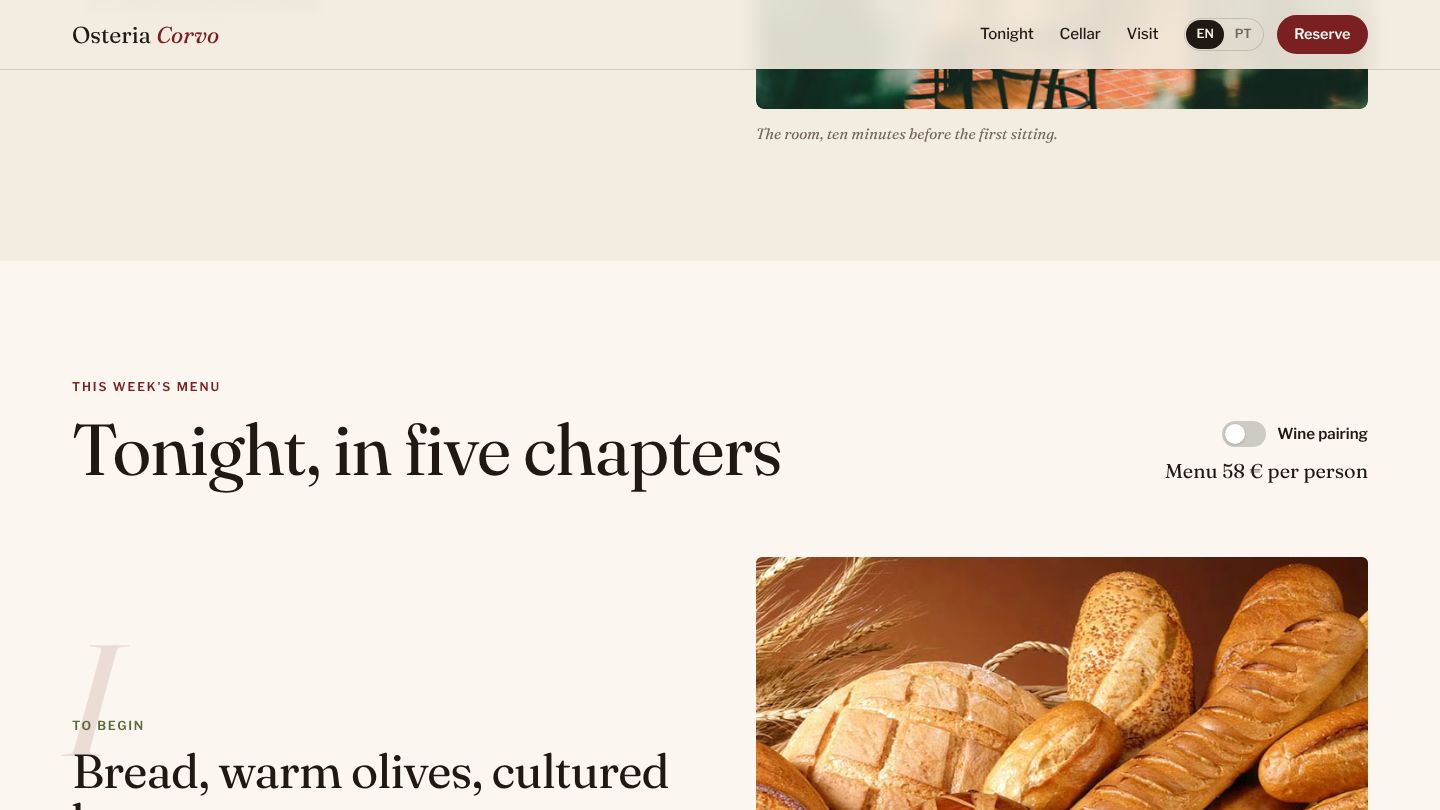 Osteria Corvo
Tonight
Cellar
Visit
EN
PT
Reserve
The room, ten minutes before the first sitting.
THIS WEEK'S MENU
Tonight, in five chapters
Wine pairing
Menu 58 € per person
I
TO BEGIN
Bread, warm olives, cultured